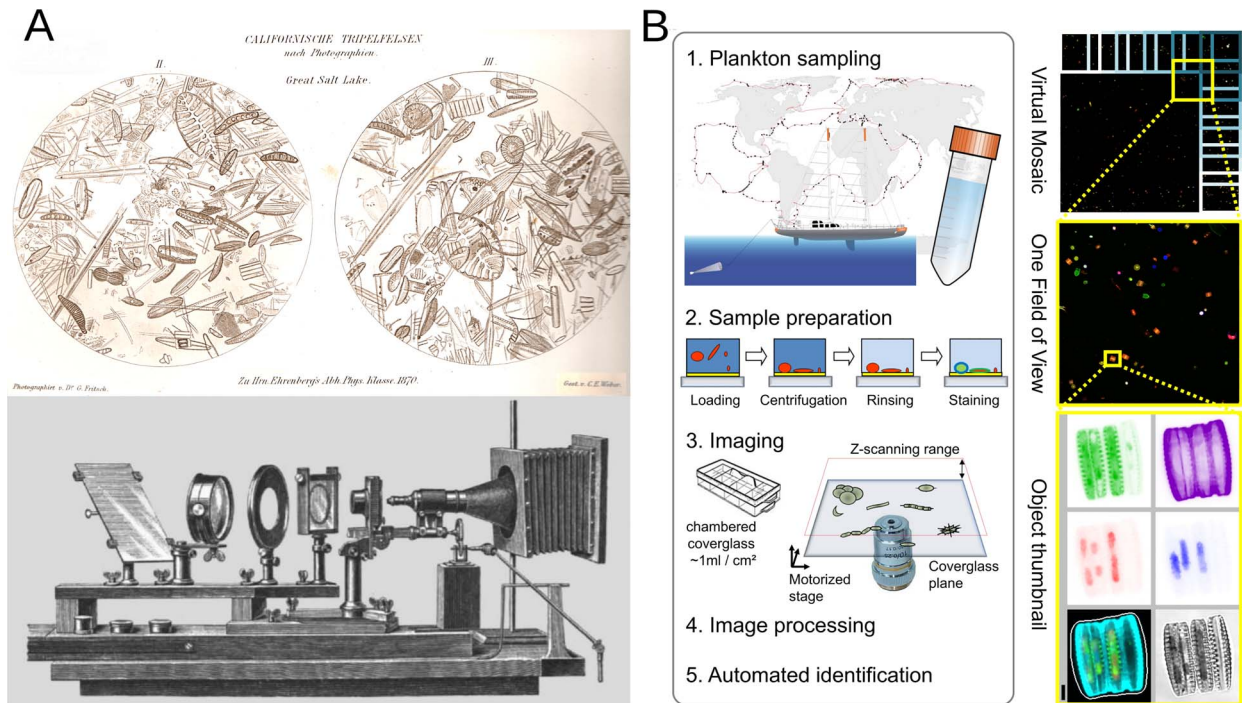 A
CALIFORNISCHE TRIPELFELSEN
nach Photographien.
II.
Great Salt Lake.
III.
Photographirt v. Dr. G. Fritsch.
Zu Hrn. Ehrenberg's Abh. Phys. Klasse. 1870.
Gest. v. C. E. Weber.
B
1. Plankton sampling
2. Sample preparation
Loading
Centrifugation
Rinsing
Staining
3. Imaging
Z-scanning range
chambered
coverglass
~1ml / cm²
Motorized
stage
Coverglass
plane
4. Image processing
5. Automated identification
Virtual Mosaic
One Field of View
Object thumbnail